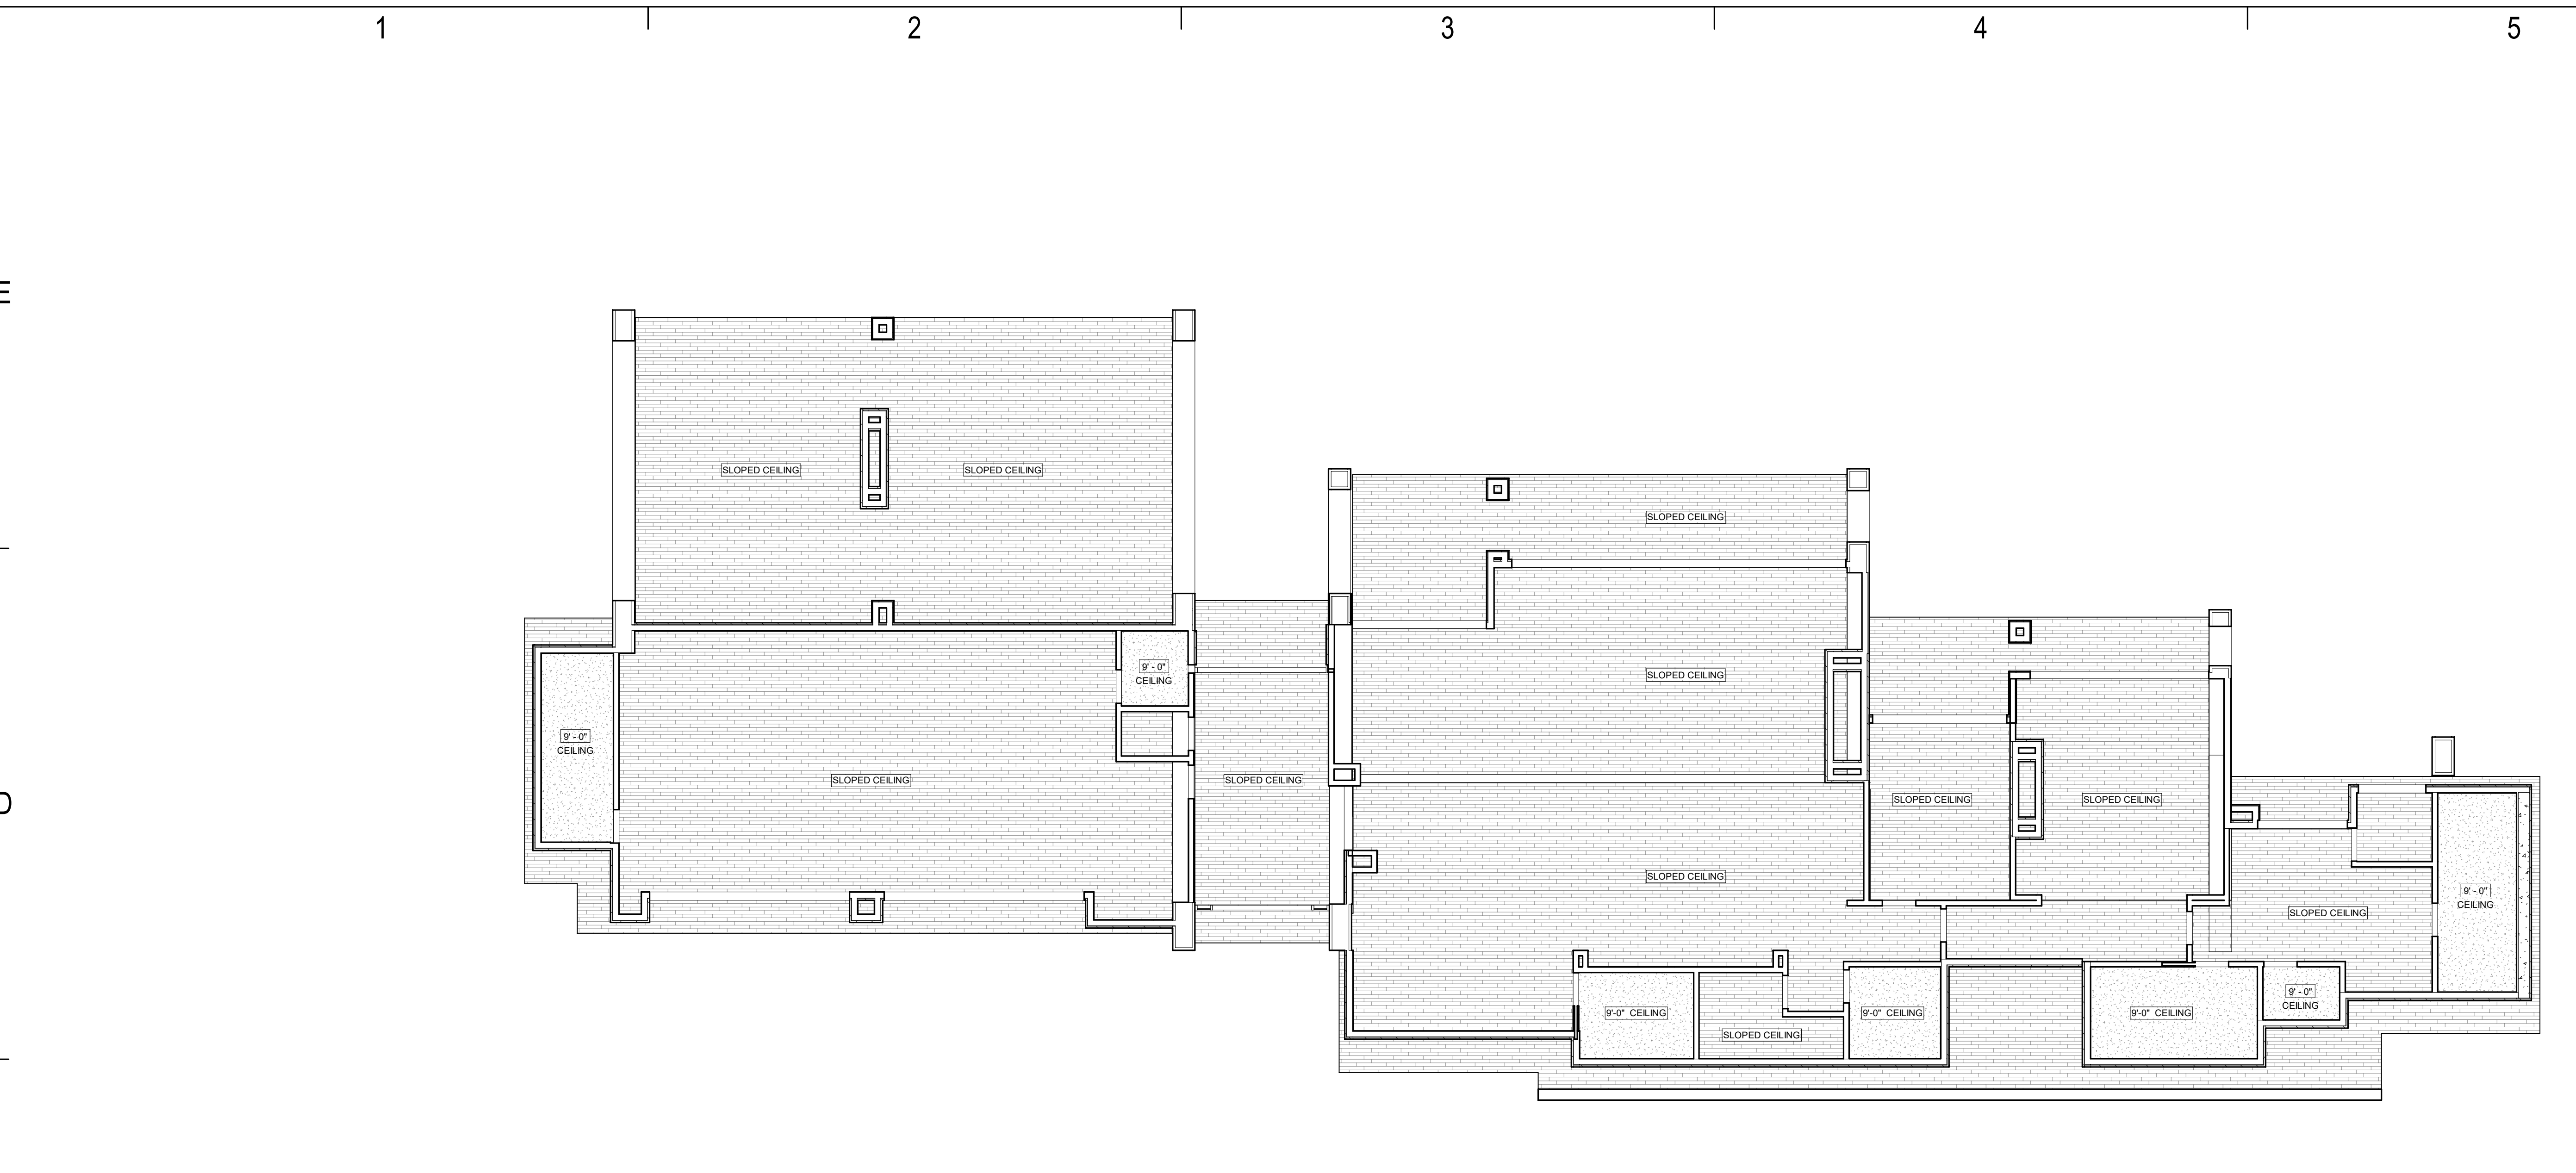 1 2 3 4 5
E
SLOPED CEILING SLOPED CEILING
SLOPED CEILING
9' - 0"
CEILING
SLOPED CEILING
9' - 0"
CEILING
SLOPED CEILING SLOPED CEILING
D
SLOPED CEILING SLOPED CEILING
SLOPED CEILING
9' - 0"
CEILING
SLOPED CEILING
9' - 0"
CEILING
9'-0" CEILING 9'-0" CEILING 9'-0" CEILING
SLOPED CEILING